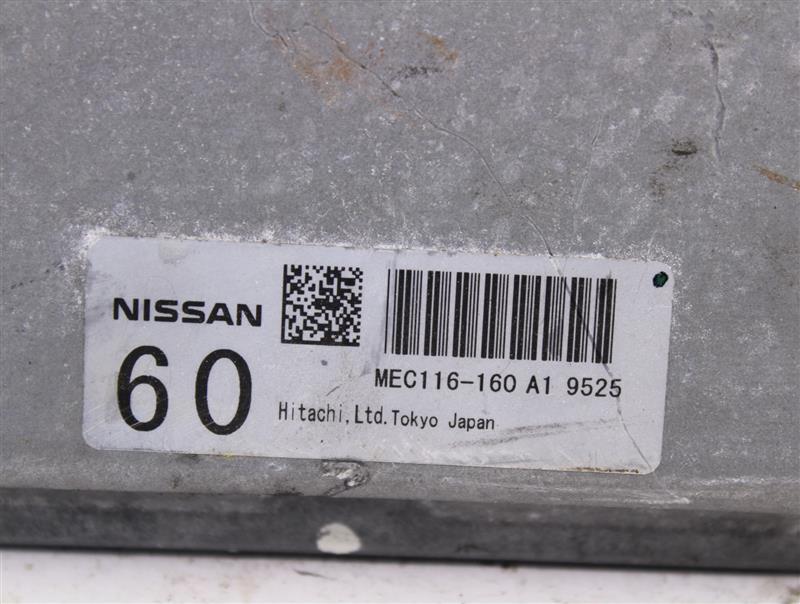 NISSAN
60
MEC116-160 A1 9525
Hitachi,Ltd.Tokyo Japan